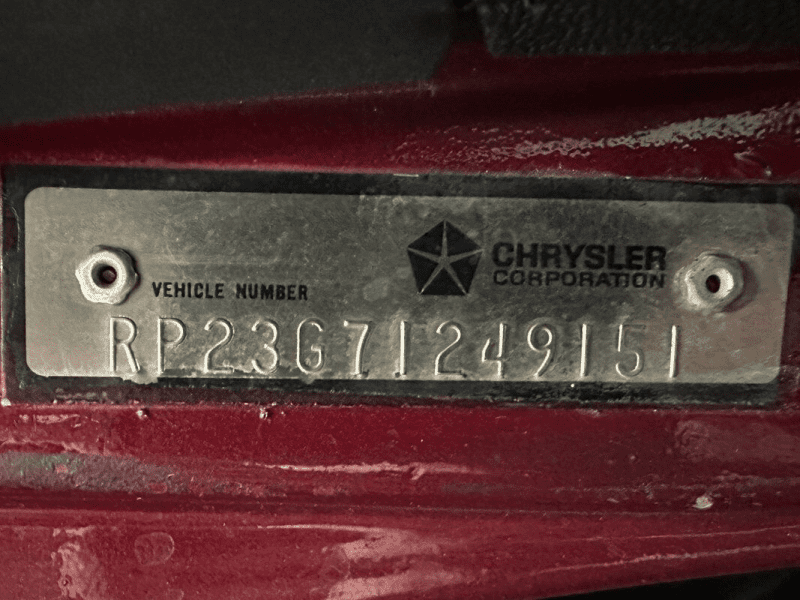 CHRYSLER
CORPORATION
VEHICLE NUMBER
RP23G71249151